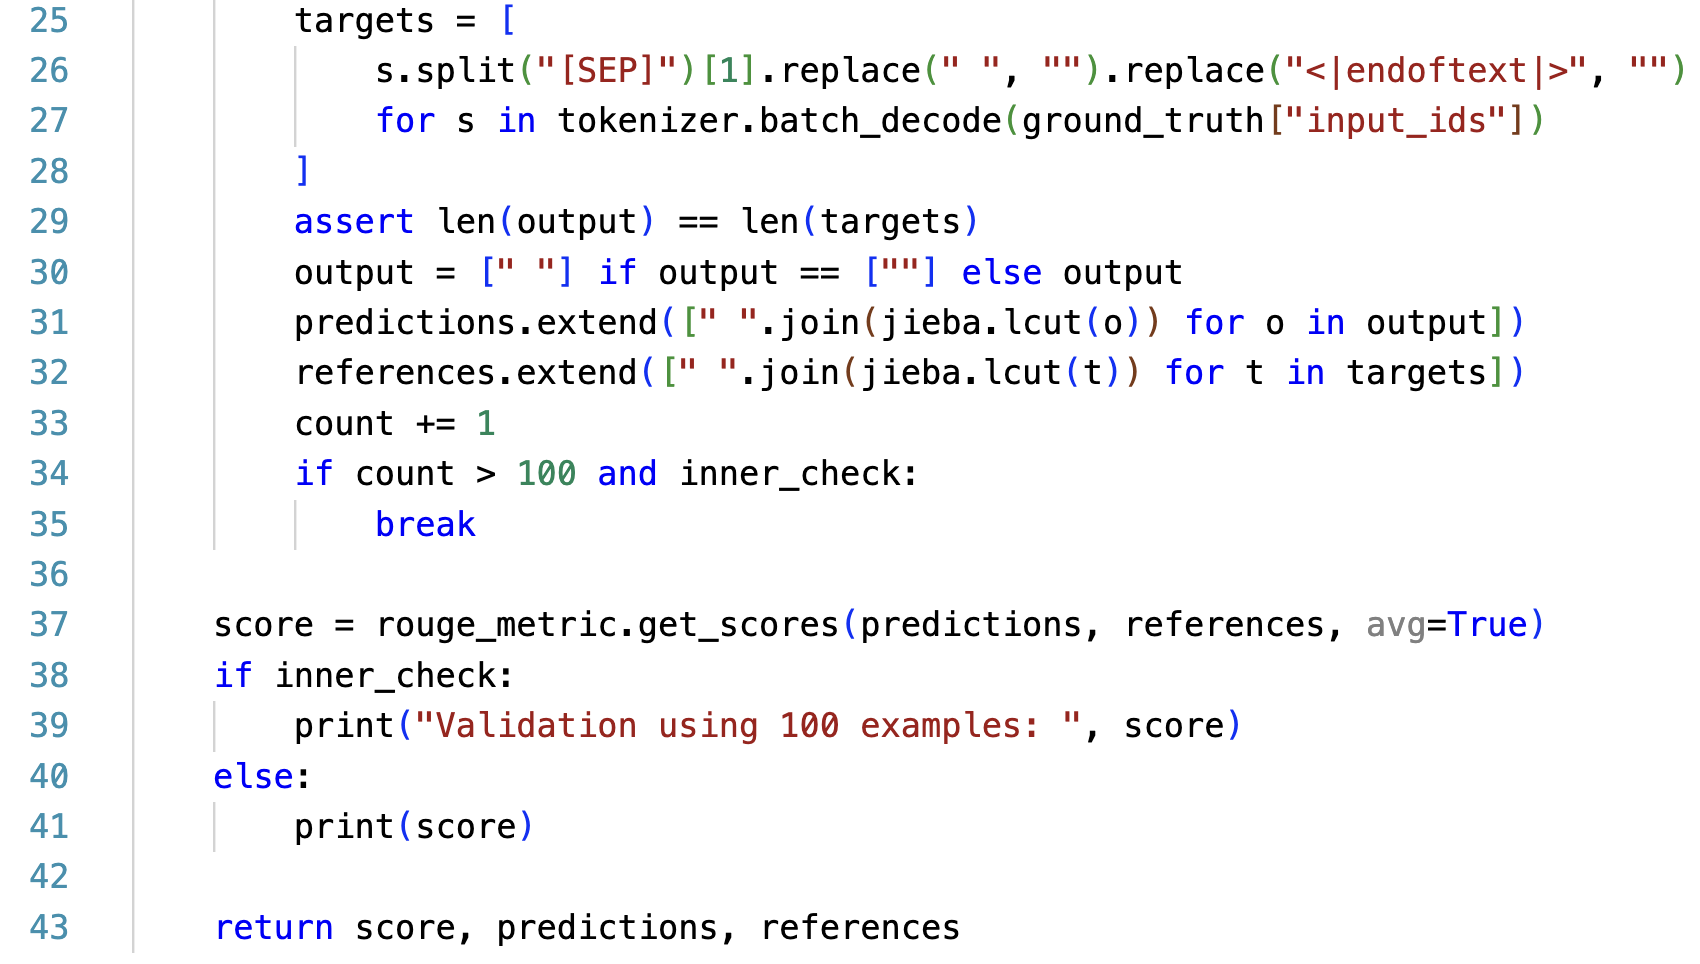 25 targets = [
26 s.split("[SEP]")[1].replace(" ", "").replace("<|endoftext|>", "")
27 for s in tokenizer.batch_decode(ground_truth["input_ids"])
28 ]
29 assert len(output) == len(targets)
30 output = [" "] if output == [""] else output
31 predictions.extend([" ".join(jieba.lcut(o)) for o in output])
32 references.extend([" ".join(jieba.lcut(t)) for t in targets])
33 count += 1
34 if count > 100 and inner_check:
35 break
36
37 score = rouge_metric.get_scores(predictions, references, avg=True)
38 if inner_check:
39 print("Validation using 100 examples: ", score)
40 else:
41 print(score)
42
43 return score, predictions, references